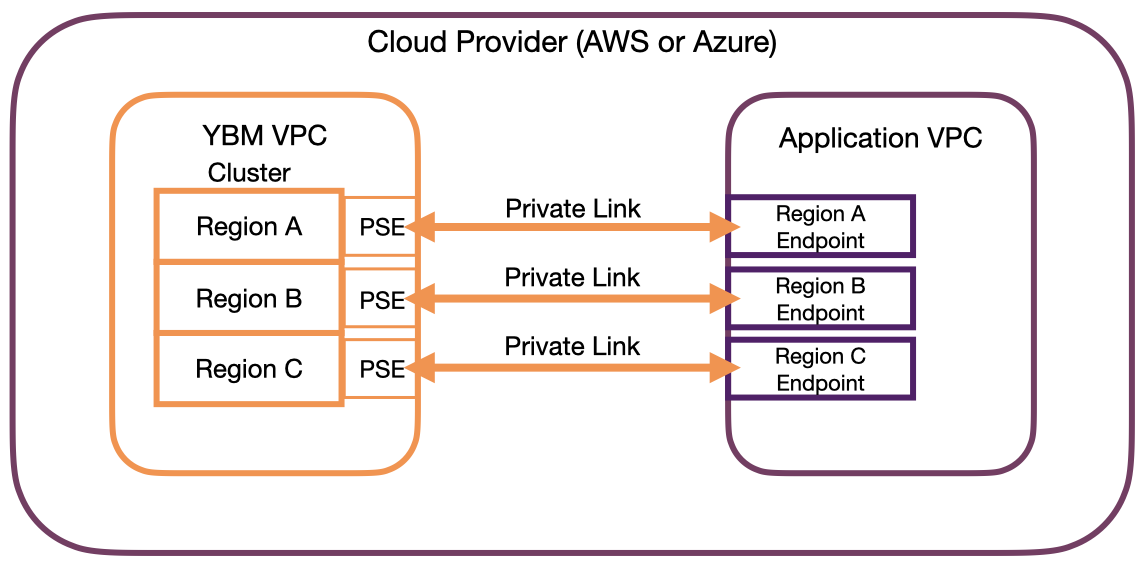 Cloud Provider (AWS or Azure)
YBM VPC
Cluster
Region A
PSE
Region B
PSE
Region C
PSE
Private Link
Private Link
Private Link
Application VPC
Region A
Endpoint
Region B
Endpoint
Region C
Endpoint